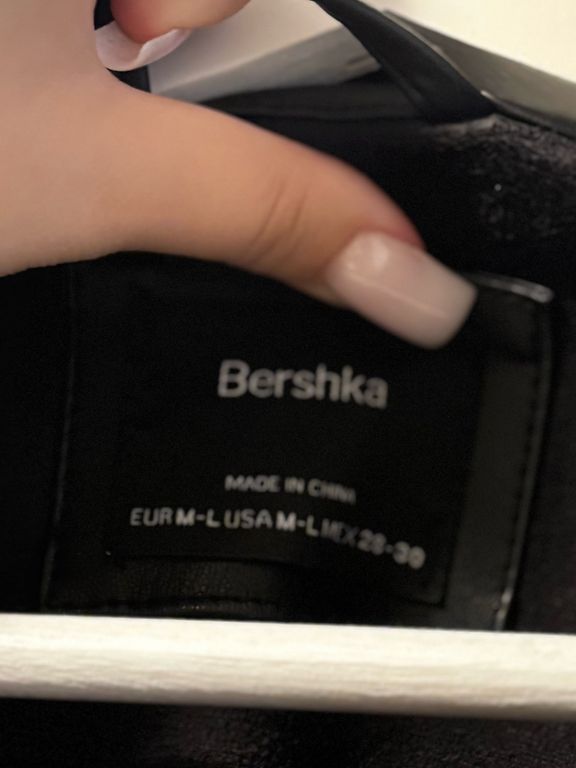 Bershka
MADE IN CHINA
EUR M-L USA M-L MEX 28-30